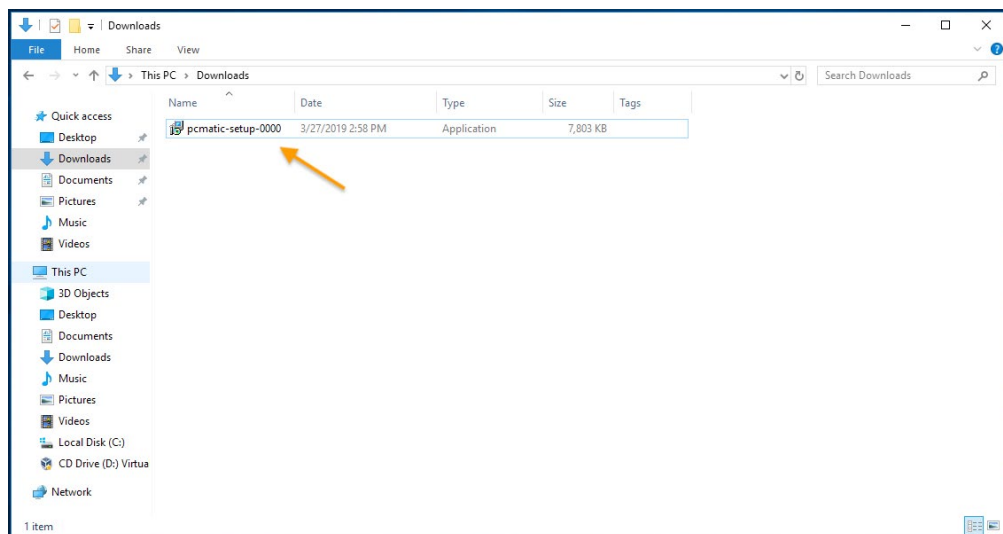 Downloads
File Home Share View
This PC > Downloads
Search Downloads
Name Date Type Size Tags
pcmatic-setup-0000 3/27/2019 2:58 PM Application 7,803 KB
Quick access
Desktop
Downloads
Documents
Pictures
Music
Videos
This PC
3D Objects
Desktop
Documents
Downloads
Music
Pictures
Videos
Local Disk (C:)
CD Drive (D:) Virtua
Network
1 item